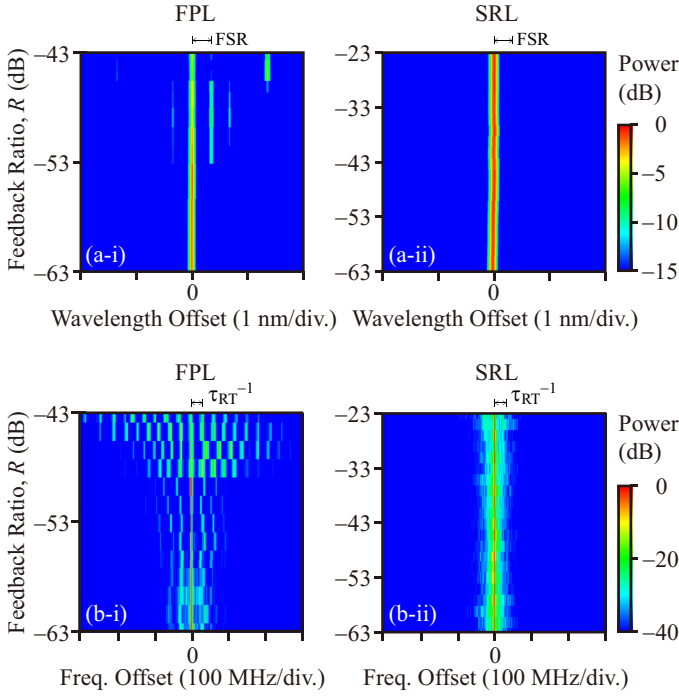 FPL
SRL
FSR
FSR
Feedback Ratio, R (dB)
−43
−53
−63
(a-i)
0
Wavelength Offset (1 nm/div.)
−23
−33
−43
−53
−63
(a-ii)
0
Wavelength Offset (1 nm/div.)
Power
(dB)
0
−5
−10
−15
FPL
SRL
τRT−1
τRT−1
Feedback Ratio, R (dB)
−43
−53
−63
(b-i)
0
Freq. Offset (100 MHz/div.)
−23
−33
−43
−53
−63
(b-ii)
0
Freq. Offset (100 MHz/div.)
Power
(dB)
0
−20
−40